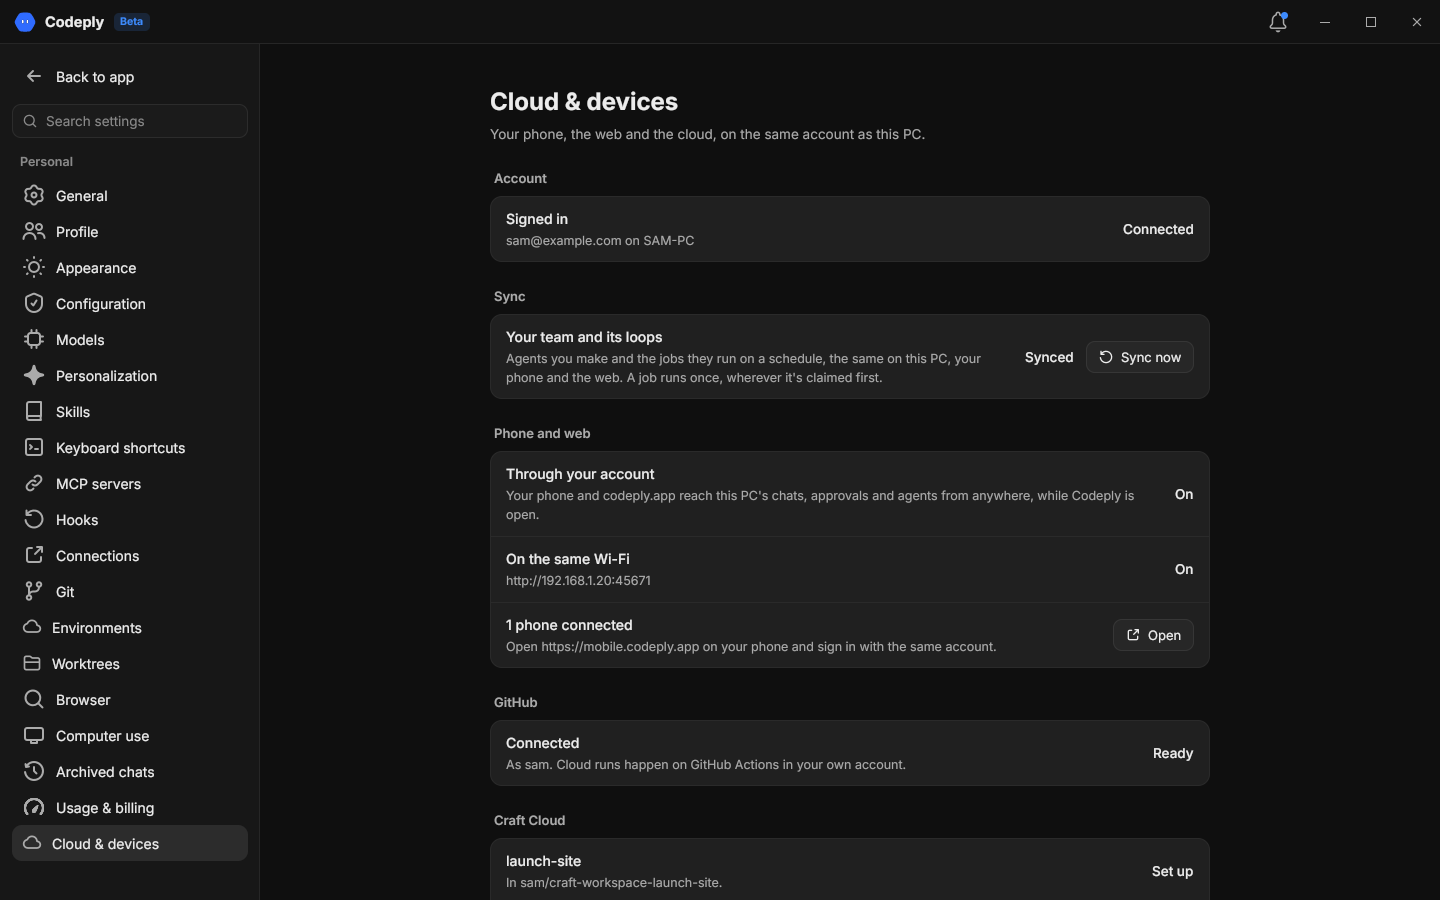 Codeply Beta
Back to app
Search settings
Personal
General
Profile
Appearance
Configuration
Models
Personalization
Skills
Keyboard shortcuts
MCP servers
Hooks
Connections
Git
Environments
Worktrees
Browser
Computer use
Archived chats
Usage & billing
Cloud & devices
Cloud & devices
Your phone, the web and the cloud, on the same account as this PC.
Account
Signed in
sam@example.com on SAM-PC
Connected
Sync
Your team and its loops
Agents you make and the jobs they run on a schedule, the same on this PC, your
phone and the web. A job runs once, wherever it's claimed first.
Synced
Sync now
Phone and web
Through your account
Your phone and codeply.app reach this PC's chats, approvals and agents from anywhere, while Codeply is
open.
On
On the same Wi-Fi
http://192.168.1.20:45671
On
1 phone connected
Open https://mobile.codeply.app on your phone and sign in with the same account.
Open
GitHub
Connected
As sam. Cloud runs happen on GitHub Actions in your own account.
Ready
Craft Cloud
launch-site
In sam/craft-workspace-launch-site.
Set up